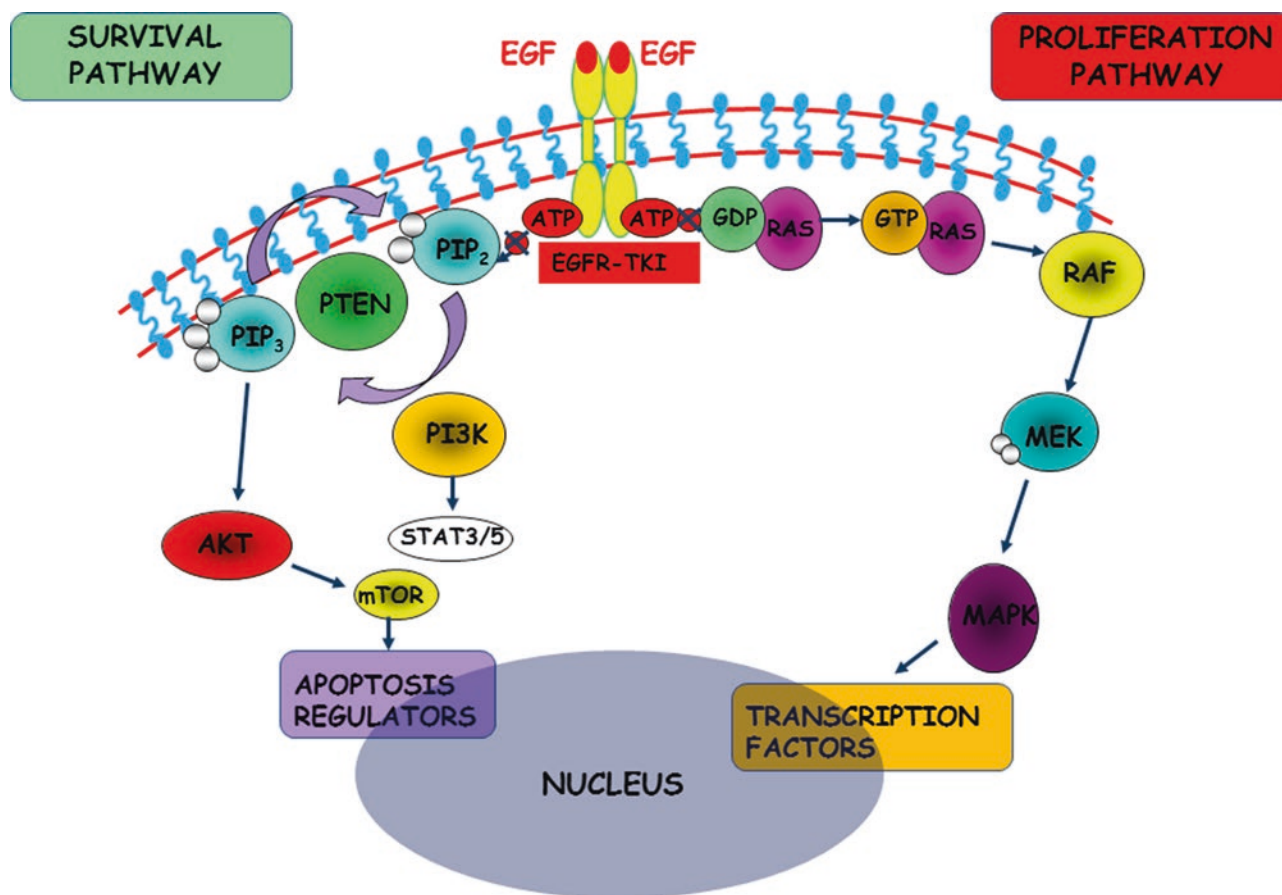 SURVIVAL
PATHWAY
EGF EGF
PROLIFERATION
PATHWAY
ATP ATP
GDP RAS
GTP RAS
PIP₂
EGFR-TKI
RAF
PTEN
PIP₃
PI3K
MEK
STAT3/5
AKT
mTOR
MAPK
APOPTOSIS
REGULATORS
TRANSCRIPTION
FACTORS
NUCLEUS